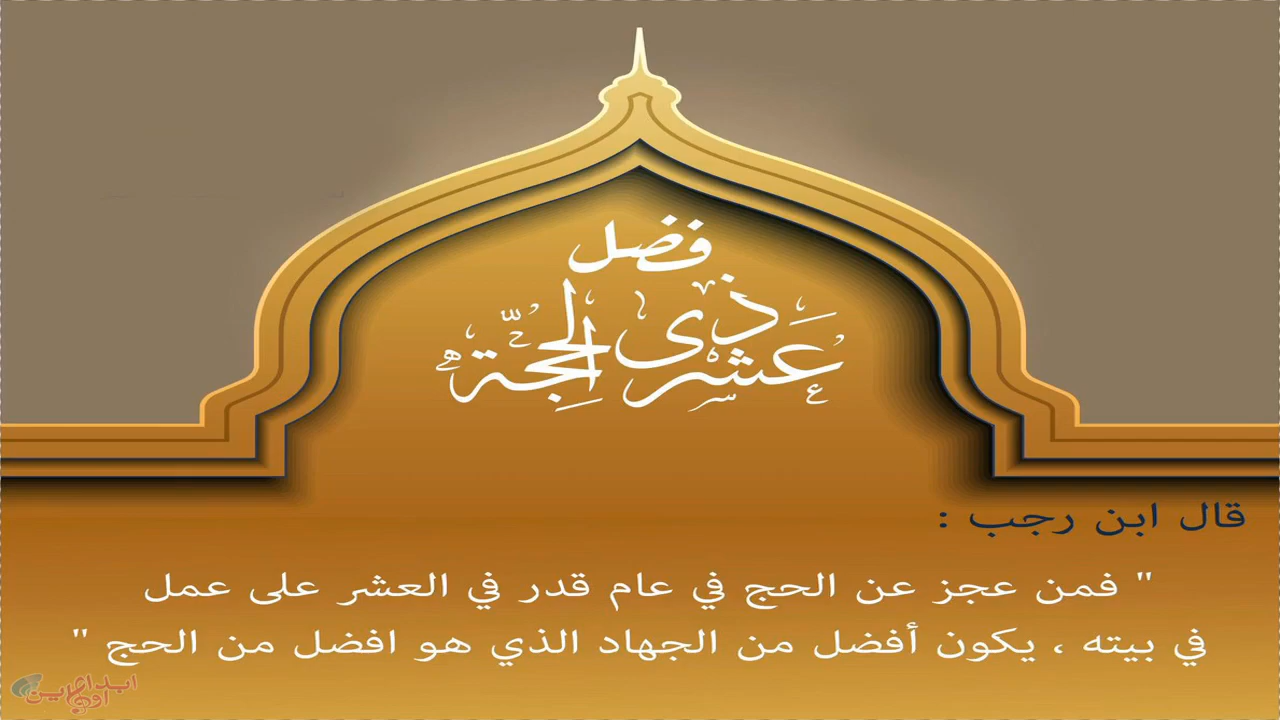 فضل
عشر ذي الحجة
قال ابن رجب :
" فمن عجز عن الحج في عام قدر في العشر على عمل
في بيته ، يكون أفضل من الجهاد الذي هو افضل من الحج "